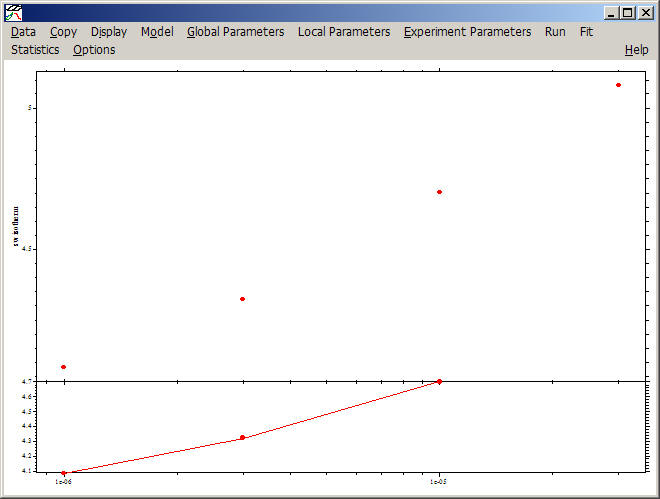 Data Copy Display Model Global Parameters Local Parameters Experiment Parameters Run Fit
Statistics Options Help
5
sw isotherm
4.5
4.7
4.6
4.5
4.4
4.3
4.2
4.1
1e-06 1e-05